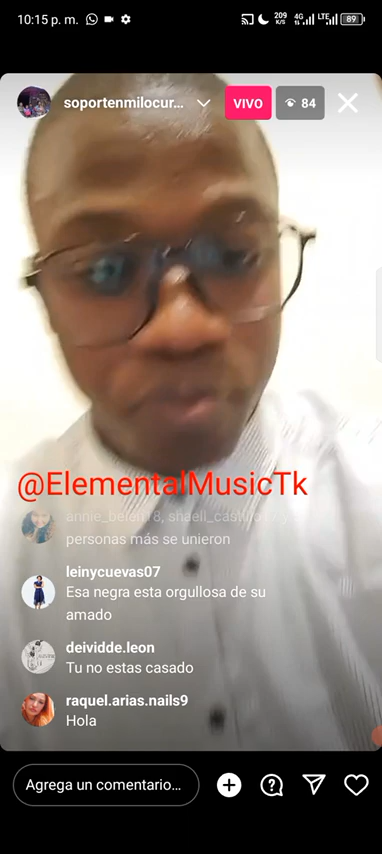 10:15 p. m.
209
K/S
4G
LTE
89
soportenmilocur...
VIVO
84
@ElementalMusicTk
personas más se unieron
leinycuevas07
Esa negra esta orgullosa de su
amado
deividde.leon
Tu no estas casado
raquel.arias.nails9
Hola
Agrega un comentario...